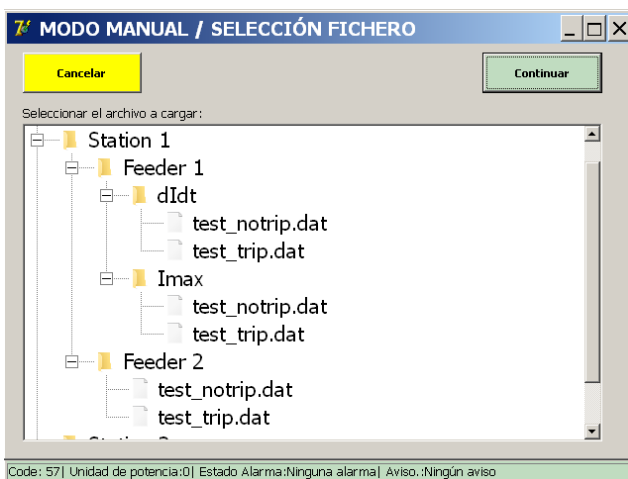 MODO MANUAL / SELECCIÓN FICHERO
Cancelar
Continuar
Seleccionar el archivo a cargar:
Station 1
Feeder 1
dIdt
test_notrip.dat
test_trip.dat
Imax
test_notrip.dat
test_trip.dat
Feeder 2
test_notrip.dat
test_trip.dat
Code: 57| Unidad de potencia:0| Estado Alarma:Ninguna alarma| Aviso.:Ningún aviso